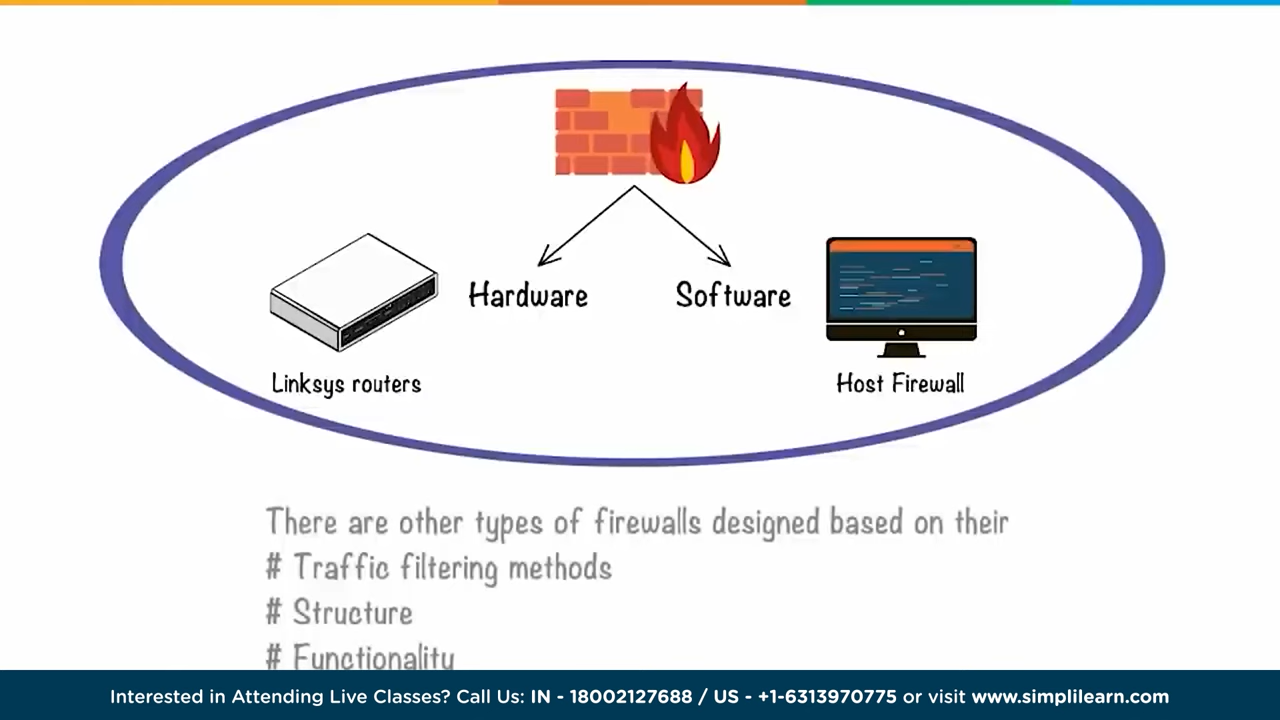 Hardware
Software
Linksys routers
Host Firewall
There are other types of firewalls designed based on their
# Traffic filtering methods
# Structure
# Functionality
Interested in Attending Live Classes? Call Us: IN - 18002127688 / US - +1-6313970775 or visit www.simplilearn.com